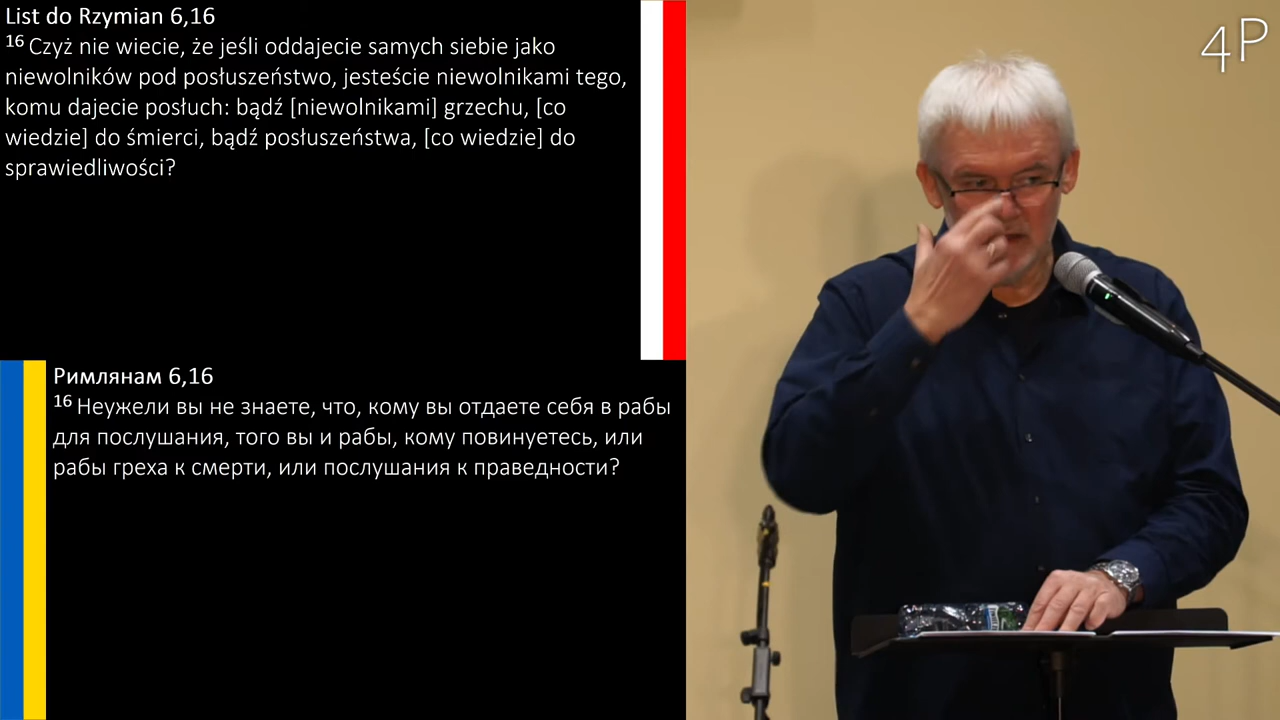 List do Rzymian 6,16
16 Czyż nie wiecie, że jeśli oddajecie samych siebie jako
niewolników pod posłuszeństwo, jesteście niewolnikami tego,
komu dajecie posłuch: bądź [niewolnikami] grzechu, [co
wiedzie] do śmierci, bądź posłuszeństwa, [co wiedzie] do
sprawiedliwości?
Римлянам 6,16
16 Неужели вы не знаете, что, кому вы отдаете себя в рабы
для послушания, того вы и рабы, кому повинуетесь, или
рабы греха к смерти, или послушания к праведности?
4P